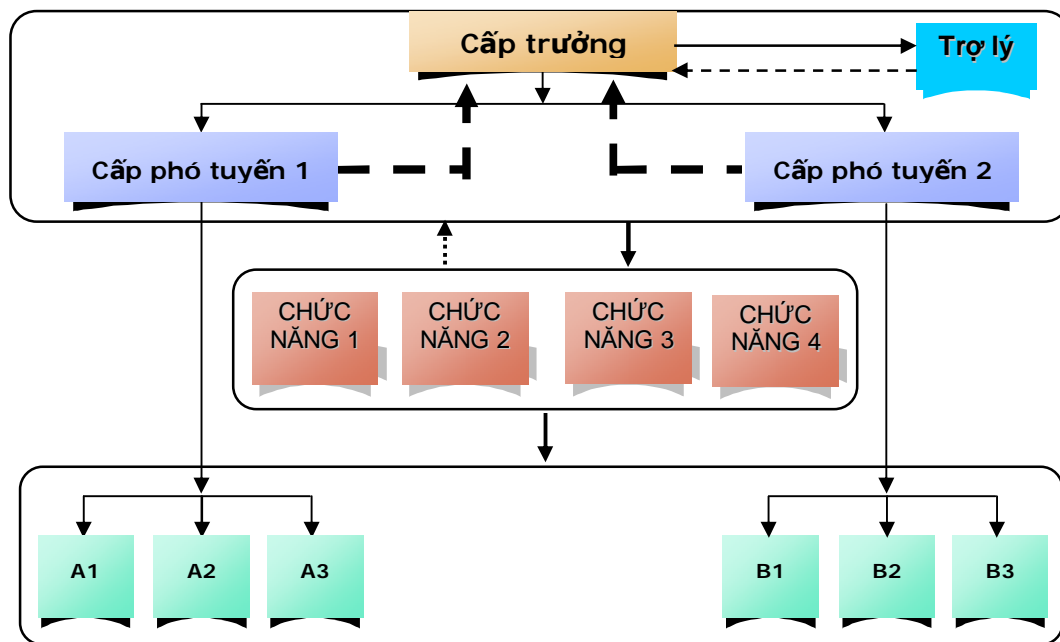 Cấp trưởng
Trợ lý
Cấp phó tuyến 1
Cấp phó tuyến 2
CHỨC
NĂNG 1
CHỨC
NĂNG 2
CHỨC
NĂNG 3
CHỨC
NĂNG 4
A1
A2
A3
B1
B2
B3